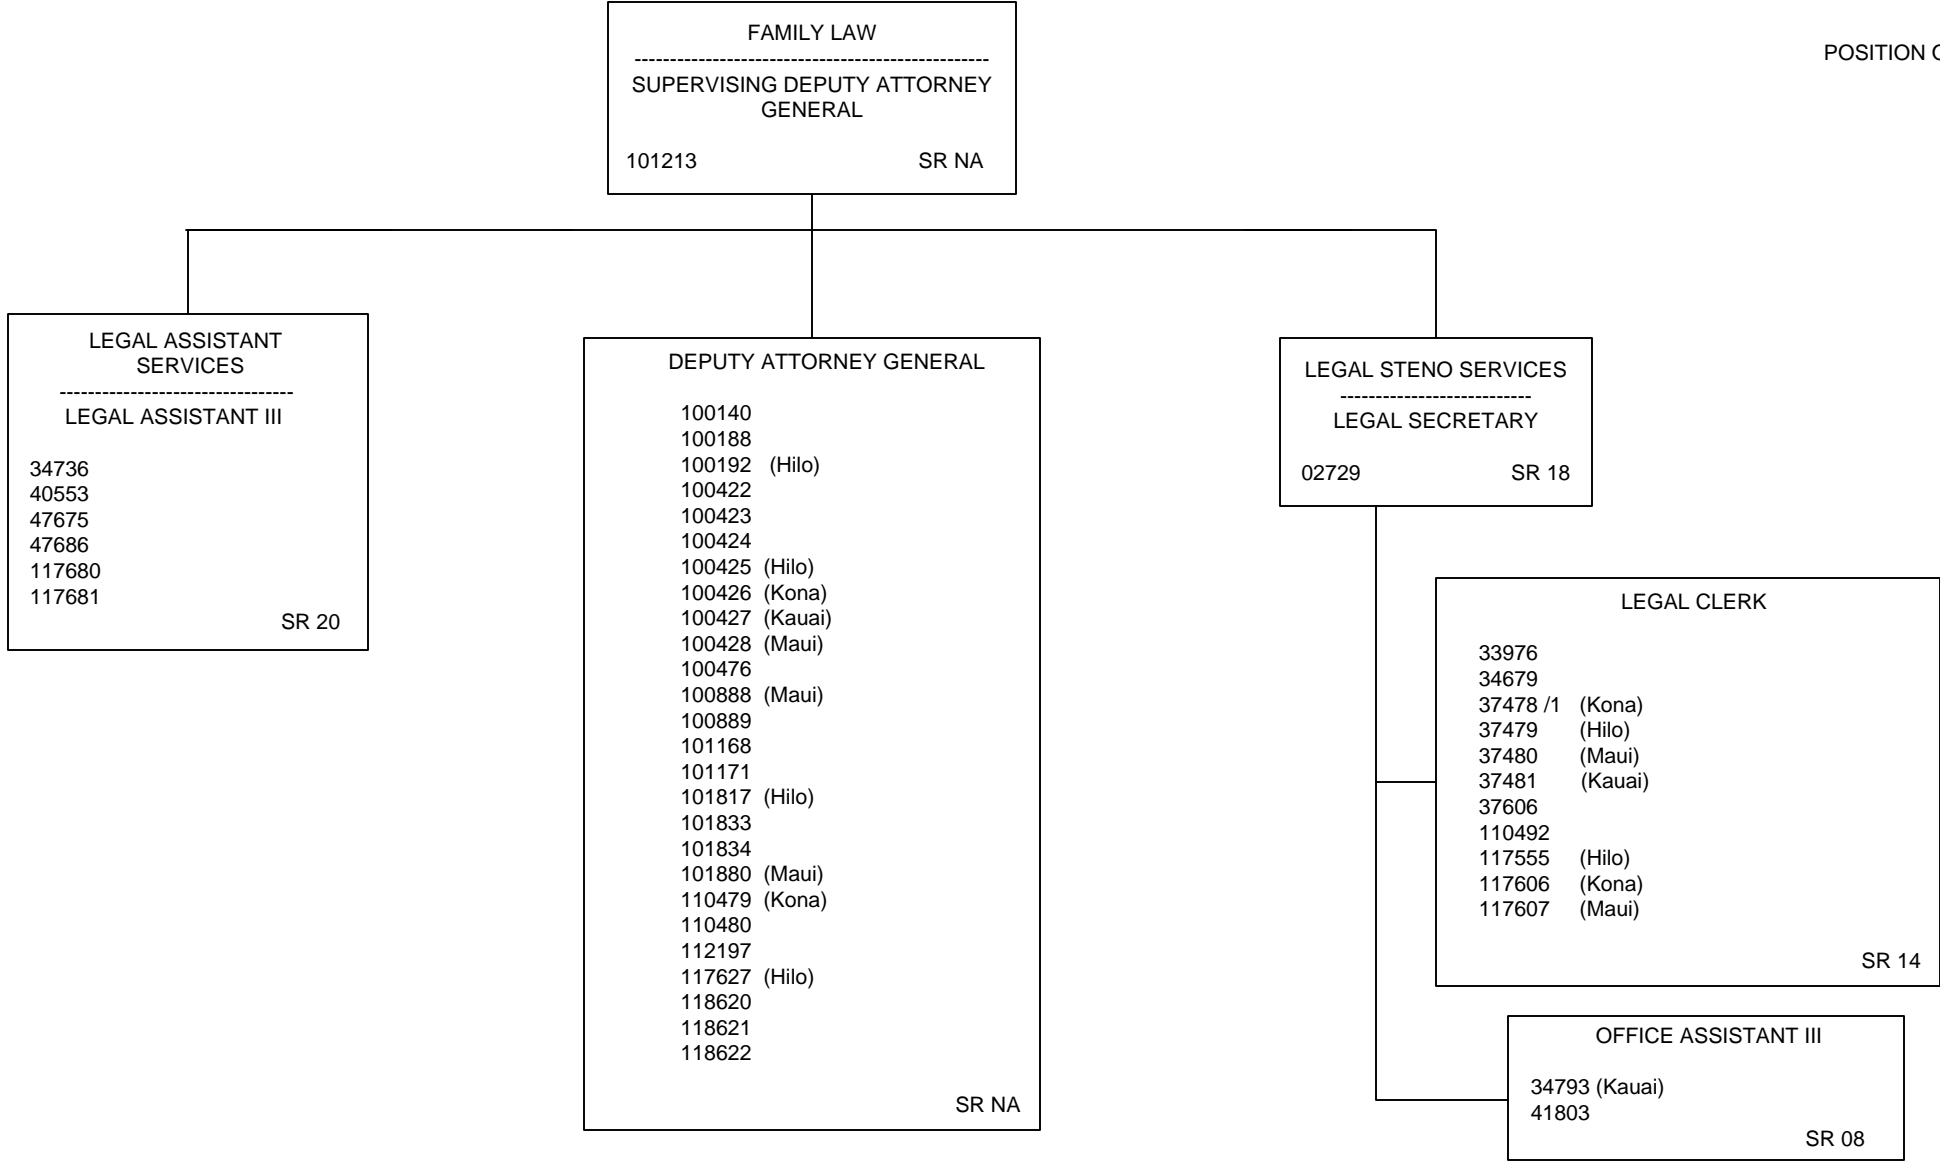 FAMILY LAW
--------------------------------------------------
SUPERVISING DEPUTY ATTORNEY
GENERAL
101213 SR NA
POSITION
LEGAL ASSISTANT
SERVICES
---------------------------------
LEGAL ASSISTANT III
34736
40553
47675
47686
117680
117681
SR 20
DEPUTY ATTORNEY GENERAL
100140
100188
100192 (Hilo)
100422
100423
100424
100425 (Hilo)
100426 (Kona)
100427 (Kauai)
100428 (Maui)
100476
100888 (Maui)
100889
101168
101171
101817 (Hilo)
101833
101834
101880 (Maui)
110479 (Kona)
110480
112197
117627 (Hilo)
118620
118621
118622
SR NA
LEGAL STENO SERVICES
---------------------------
LEGAL SECRETARY
02729 SR 18
LEGAL CLERK
33976
34679
37478 /1 (Kona)
37479 (Hilo)
37480 (Maui)
37481 (Kauai)
37606
110492
117555 (Hilo)
117606 (Kona)
117607 (Maui)
SR 14
OFFICE ASSISTANT III
34793 (Kauai)
41803
SR 08